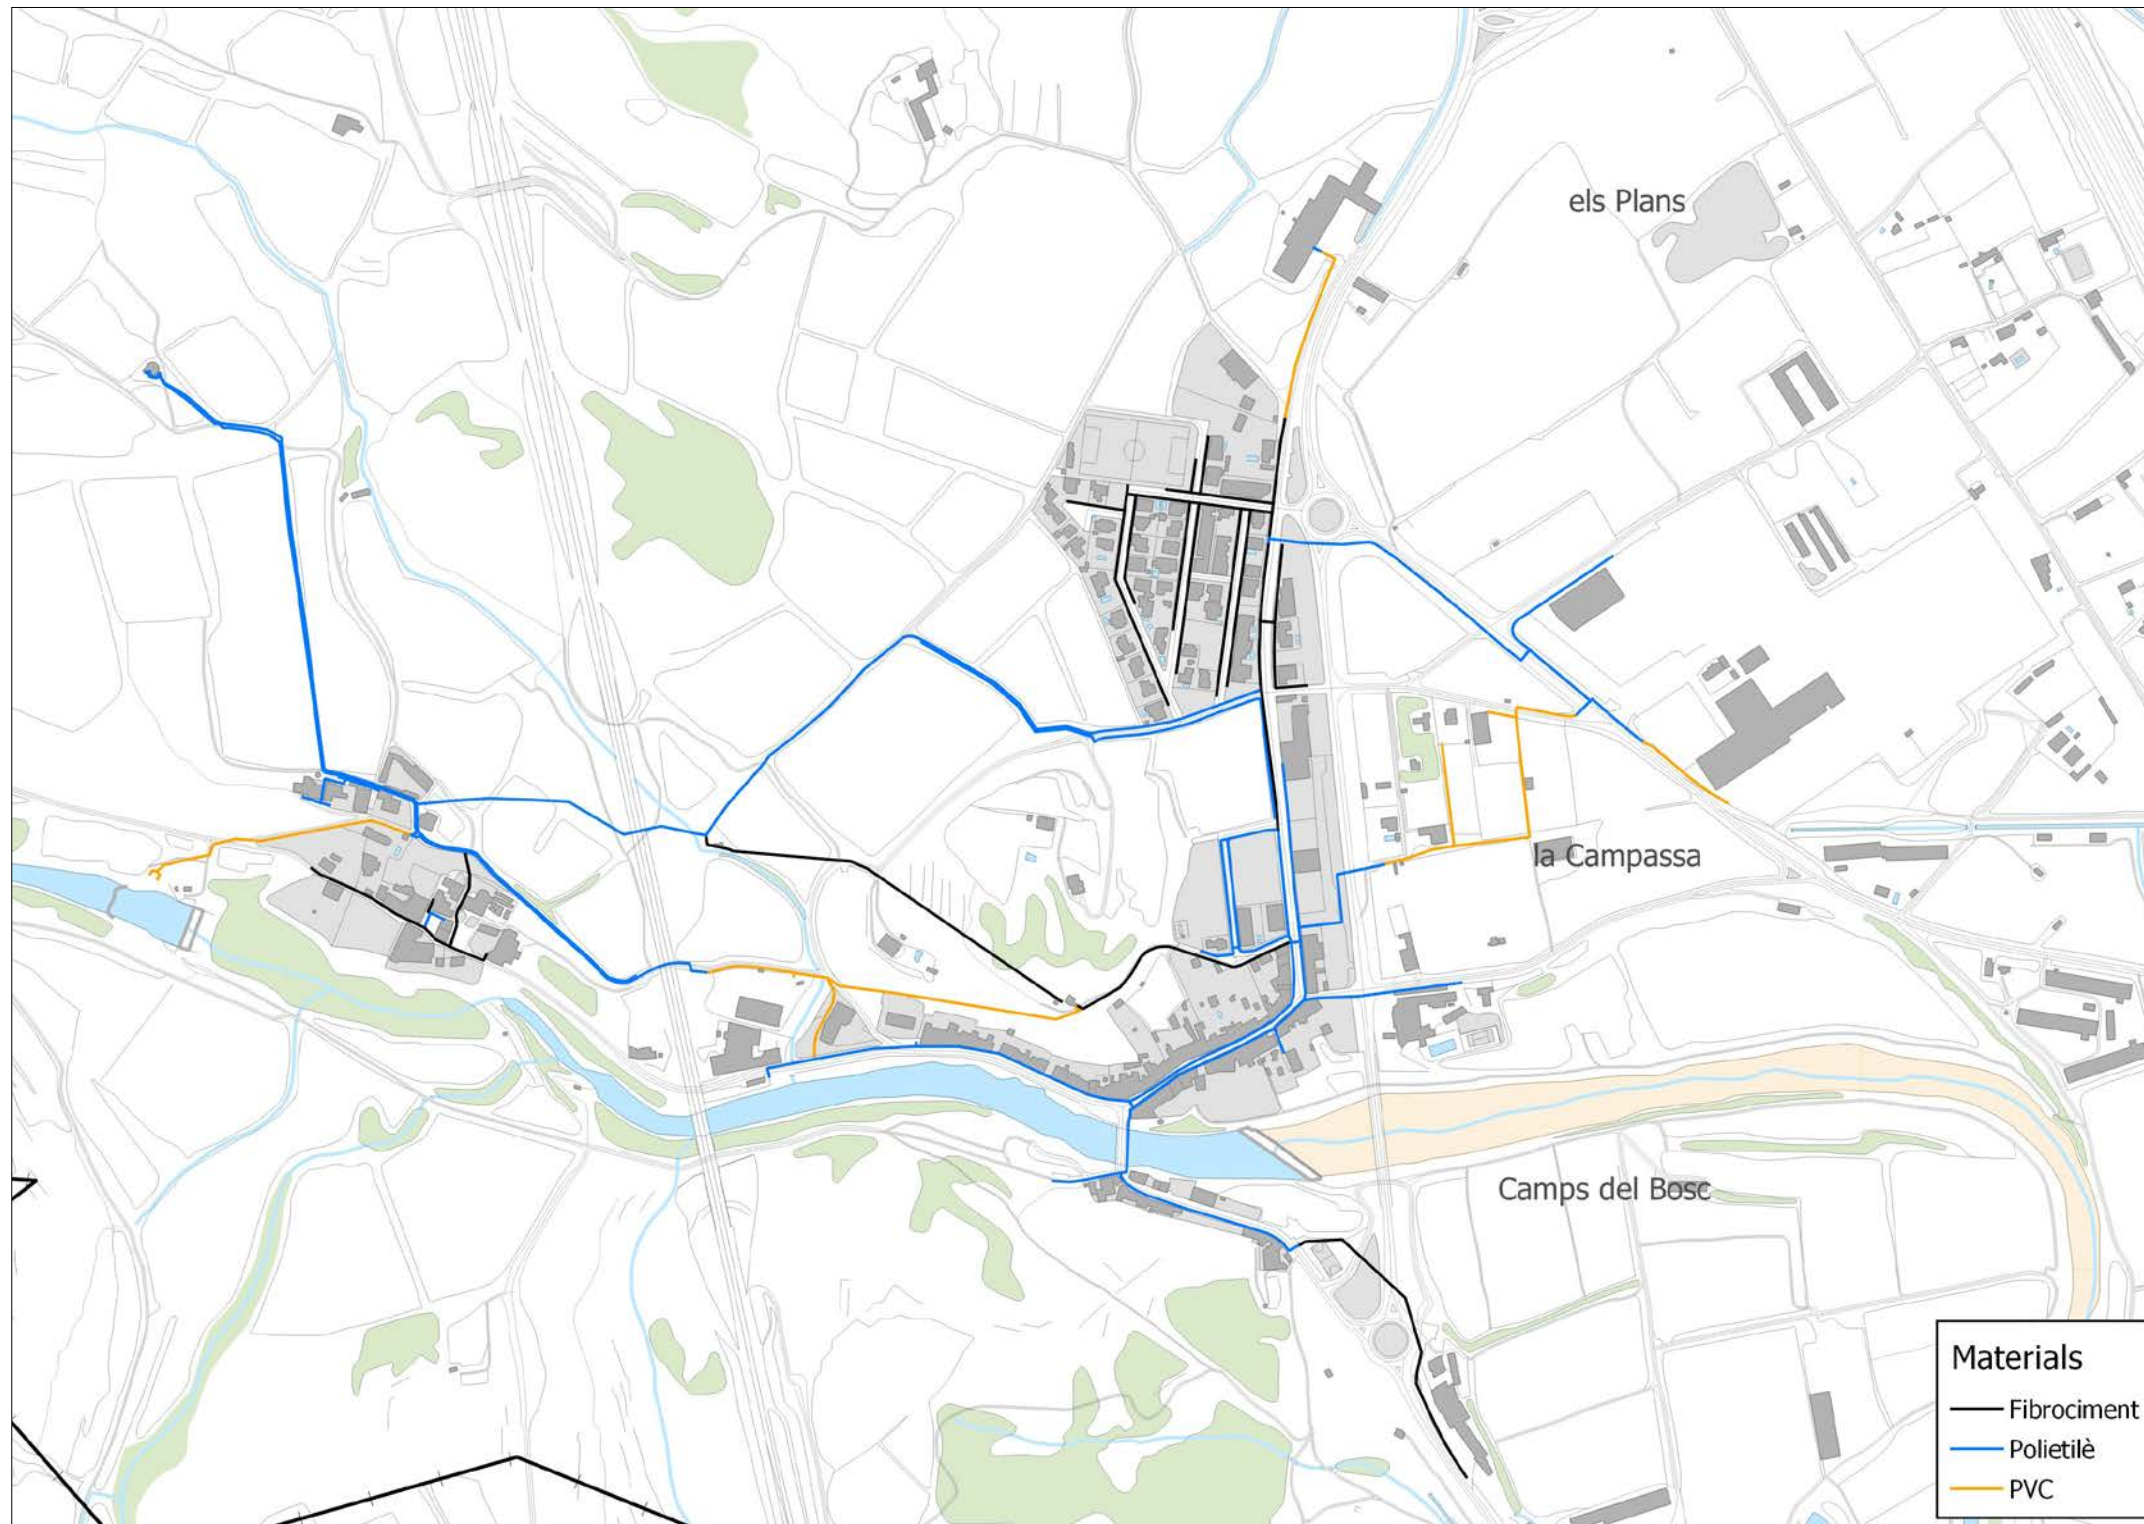 els Plans
la Campassa
Camps del Bosc
Materials
Fibrociment
Polietilè
PVC